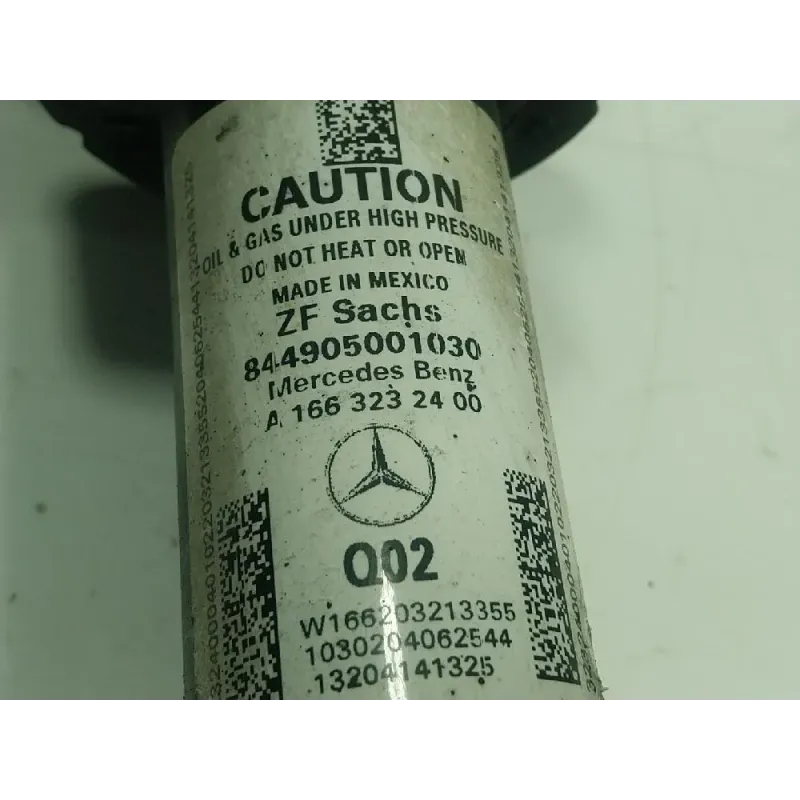 CAUTION
OIL & GAS UNDER HIGH PRESSURE
DO NOT HEAT OR OPEN
MADE IN MEXICO
ZF Sachs
844905001030
Mercedes Benz
A 166 323 24 00
Q02
W166203213355
1030204062544
13204141325